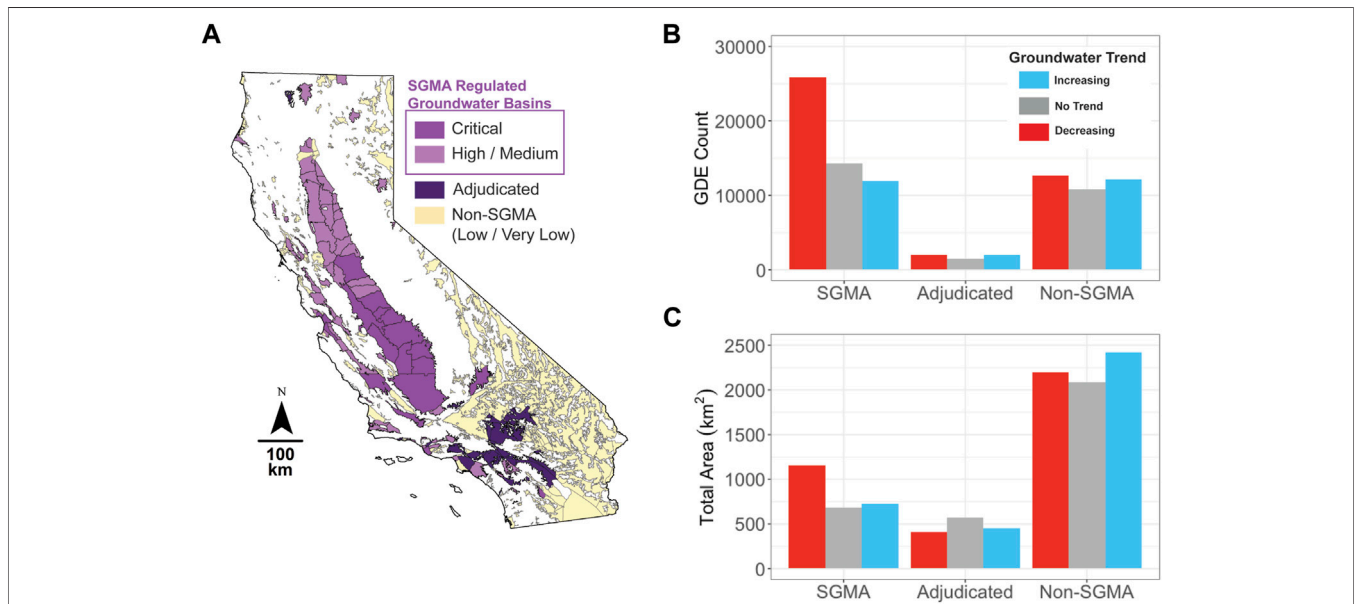 A
SGMA Regulated
Groundwater Basins
Critical
High / Medium
Adjudicated
Non-SGMA
(Low / Very Low)
N
100
km
B
30000
20000
10000
0
GDE Count
Groundwater Trend
Increasing
No Trend
Decreasing
SGMA
Adjudicated
Non-SGMA
C
2500
2000
1500
1000
500
0
Total Area (km²)
SGMA
Adjudicated
Non-SGMA